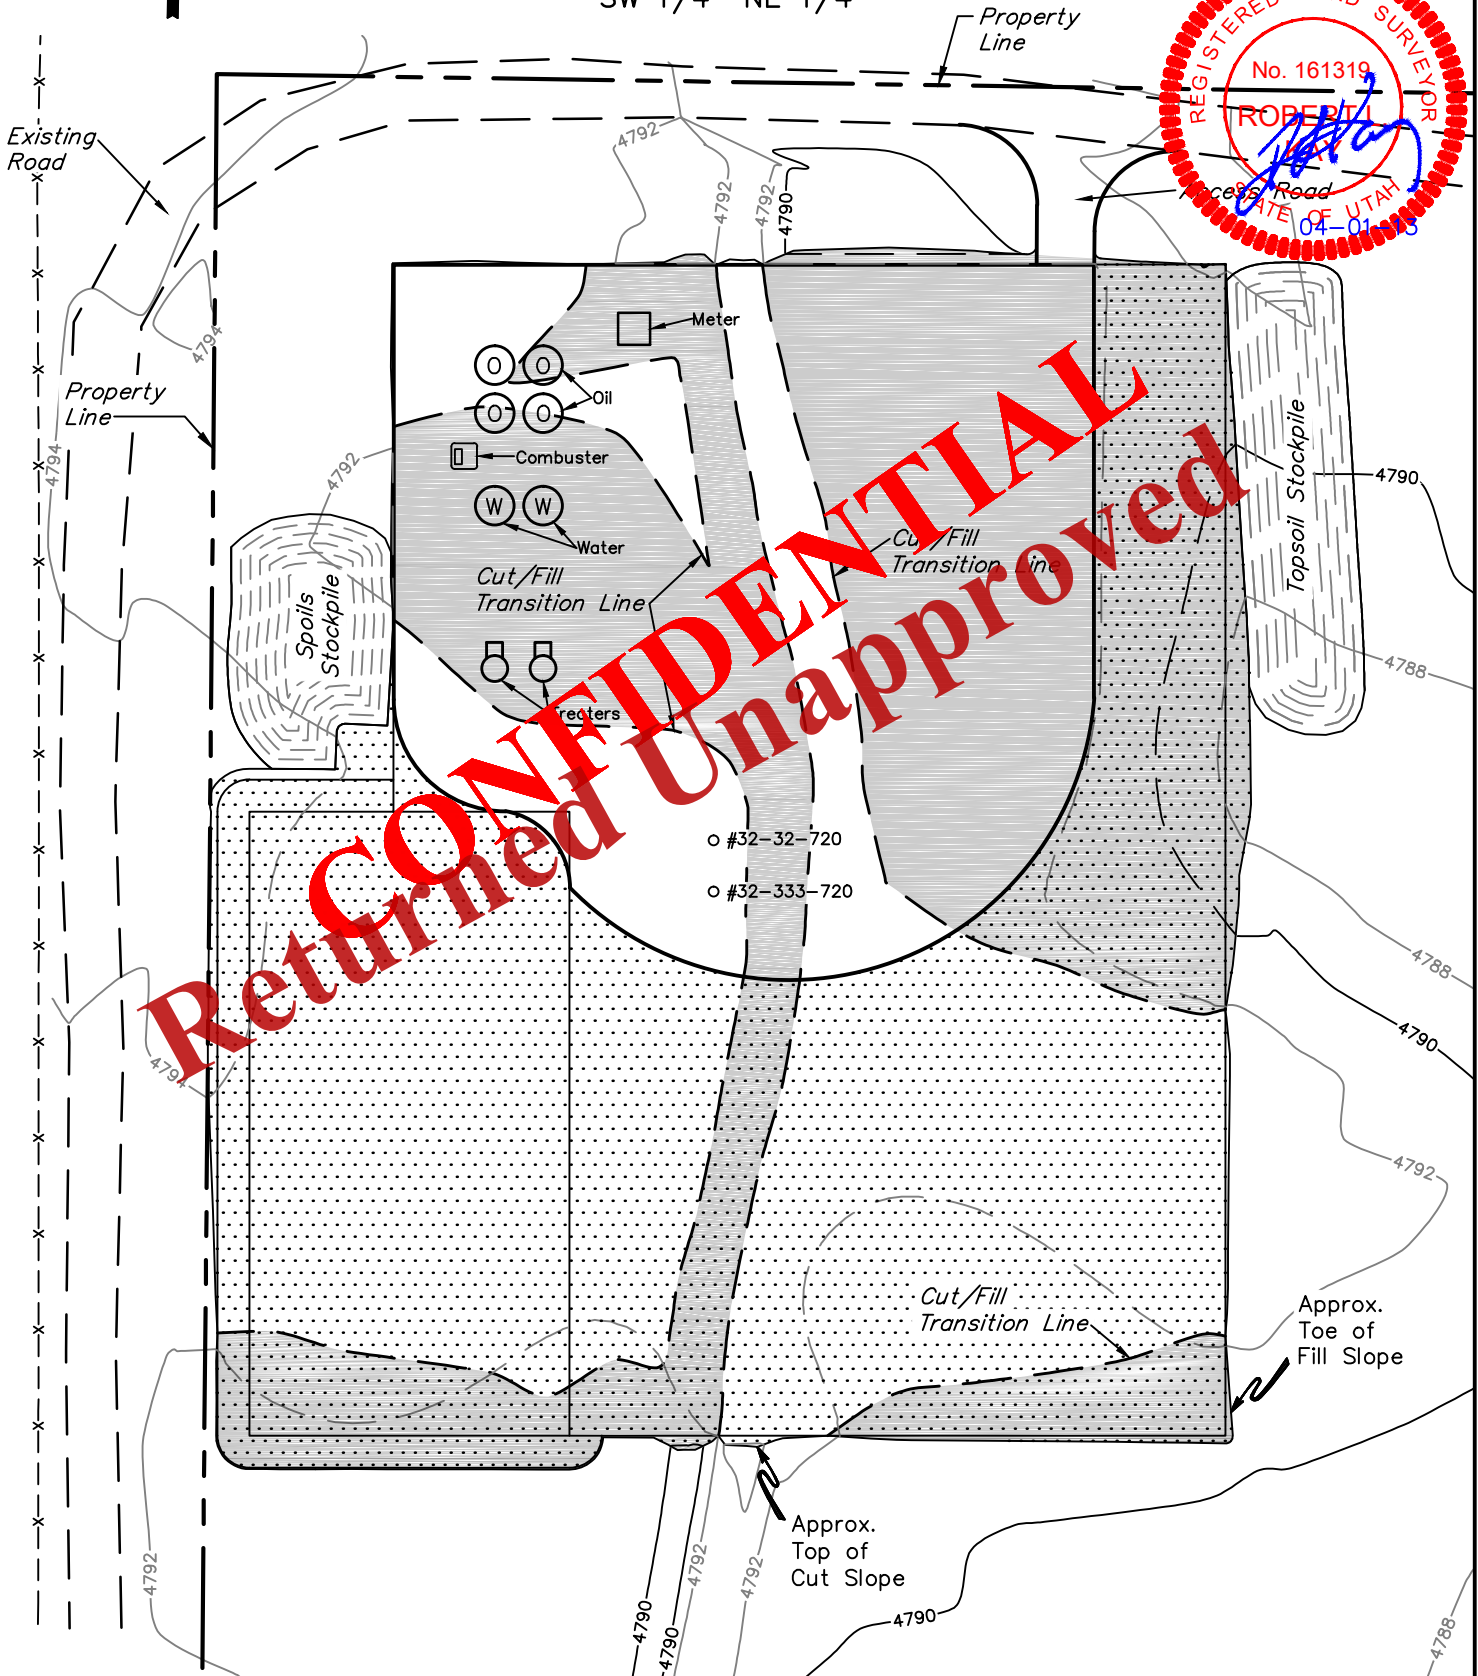 SW 1/4 NE 1/4
Property
Line
REGISTERED
SURVEYOR
No. 161319
ROBERT L.
STATE OF UTAH
04-01-13
Existing
Road
Access Road
4792
4792
4792
4790
4794
Meter
Oil
Property
Line
Combuster
4794
4792
Water
Cut/Fill
Transition Line
Cut/Fill
Transition Line
Topsoil Stockpile
4790
Spoils
Stockpile
4788
Treaters
CONFIDENTIAL
Returned Unapproved
#32-32-720
#32-333-720
4788
4790
4794
4792
Cut/Fill
Transition Line
Approx.
Toe of
Fill Slope
Approx.
Top of
Cut Slope
4792
4790
4790
4792
4792
4790
4788